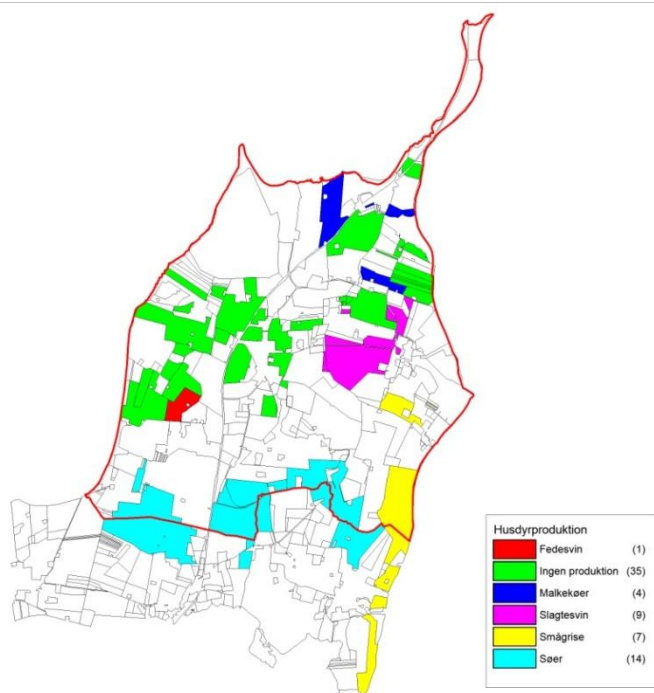 Husdyrproduktion
Fedesvin (1)
Ingen produktion (35)
Malkekøer (4)
Slagtesvin (9)
Smågrise (7)
Søer (14)